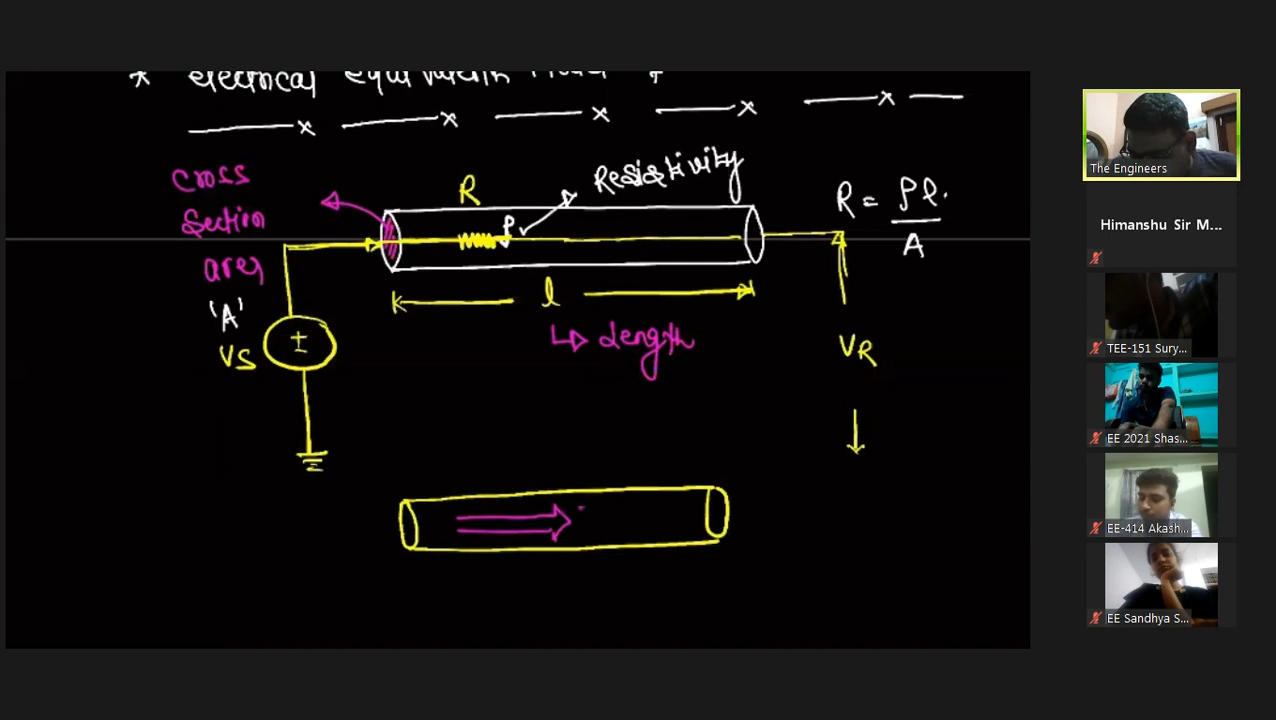 * electrical
Cross
Section
area
'A'
R
ρ
Resistivity
R = ρl
A
l
↳ Length
VS
±
VR
The Engineers
Himanshu Sir M...
TEE-151 Sury...
EE 2021 Shas...
EE-414 Akash...
EE Sandhya S...